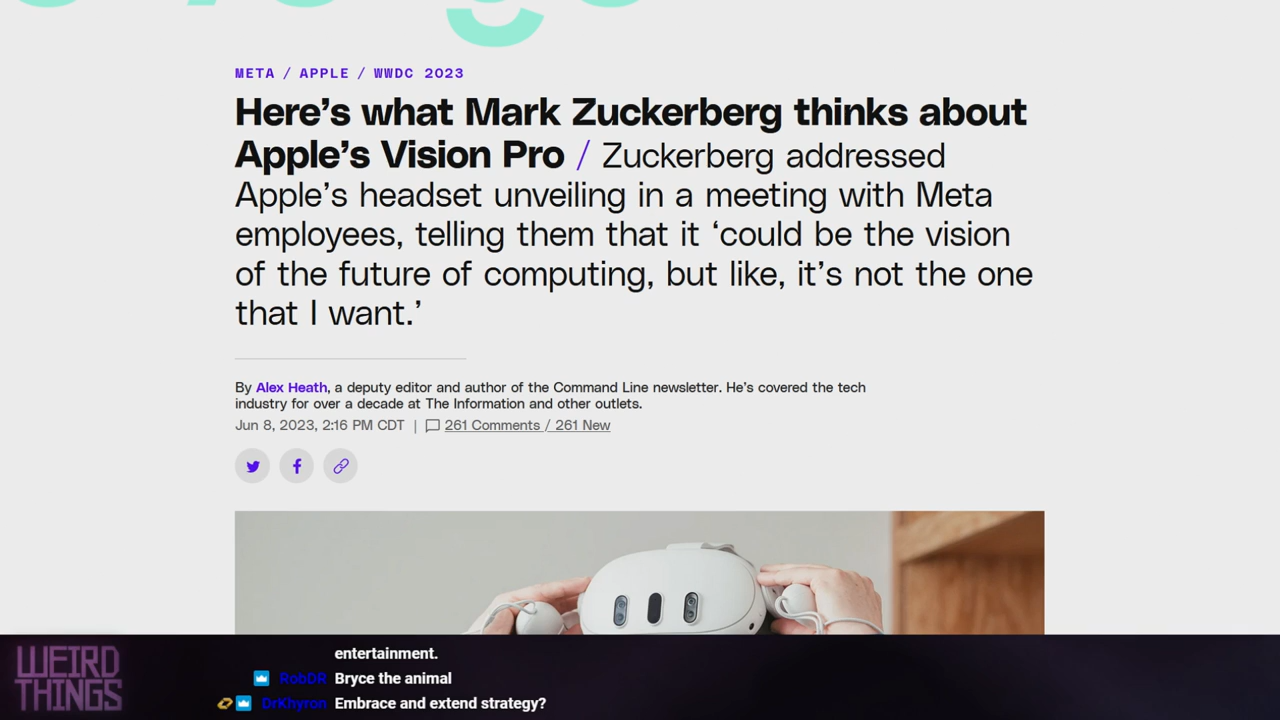 META / APPLE / WWDC 2023
Here’s what Mark Zuckerberg thinks about
Apple’s Vision Pro / Zuckerberg addressed
Apple’s headset unveiling in a meeting with Meta
employees, telling them that it ‘could be the vision
of the future of computing, but like, it’s not the one
that I want.’
By Alex Heath, a deputy editor and author of the Command Line newsletter. He’s covered the tech
industry for over a decade at The Information and other outlets.
Jun 8, 2023, 2:16 PM CDT | 261 Comments / 261 New
WEIRD
THINGS
entertainment.
RobDR Bryce the animal
DrKhyron Embrace and extend strategy?